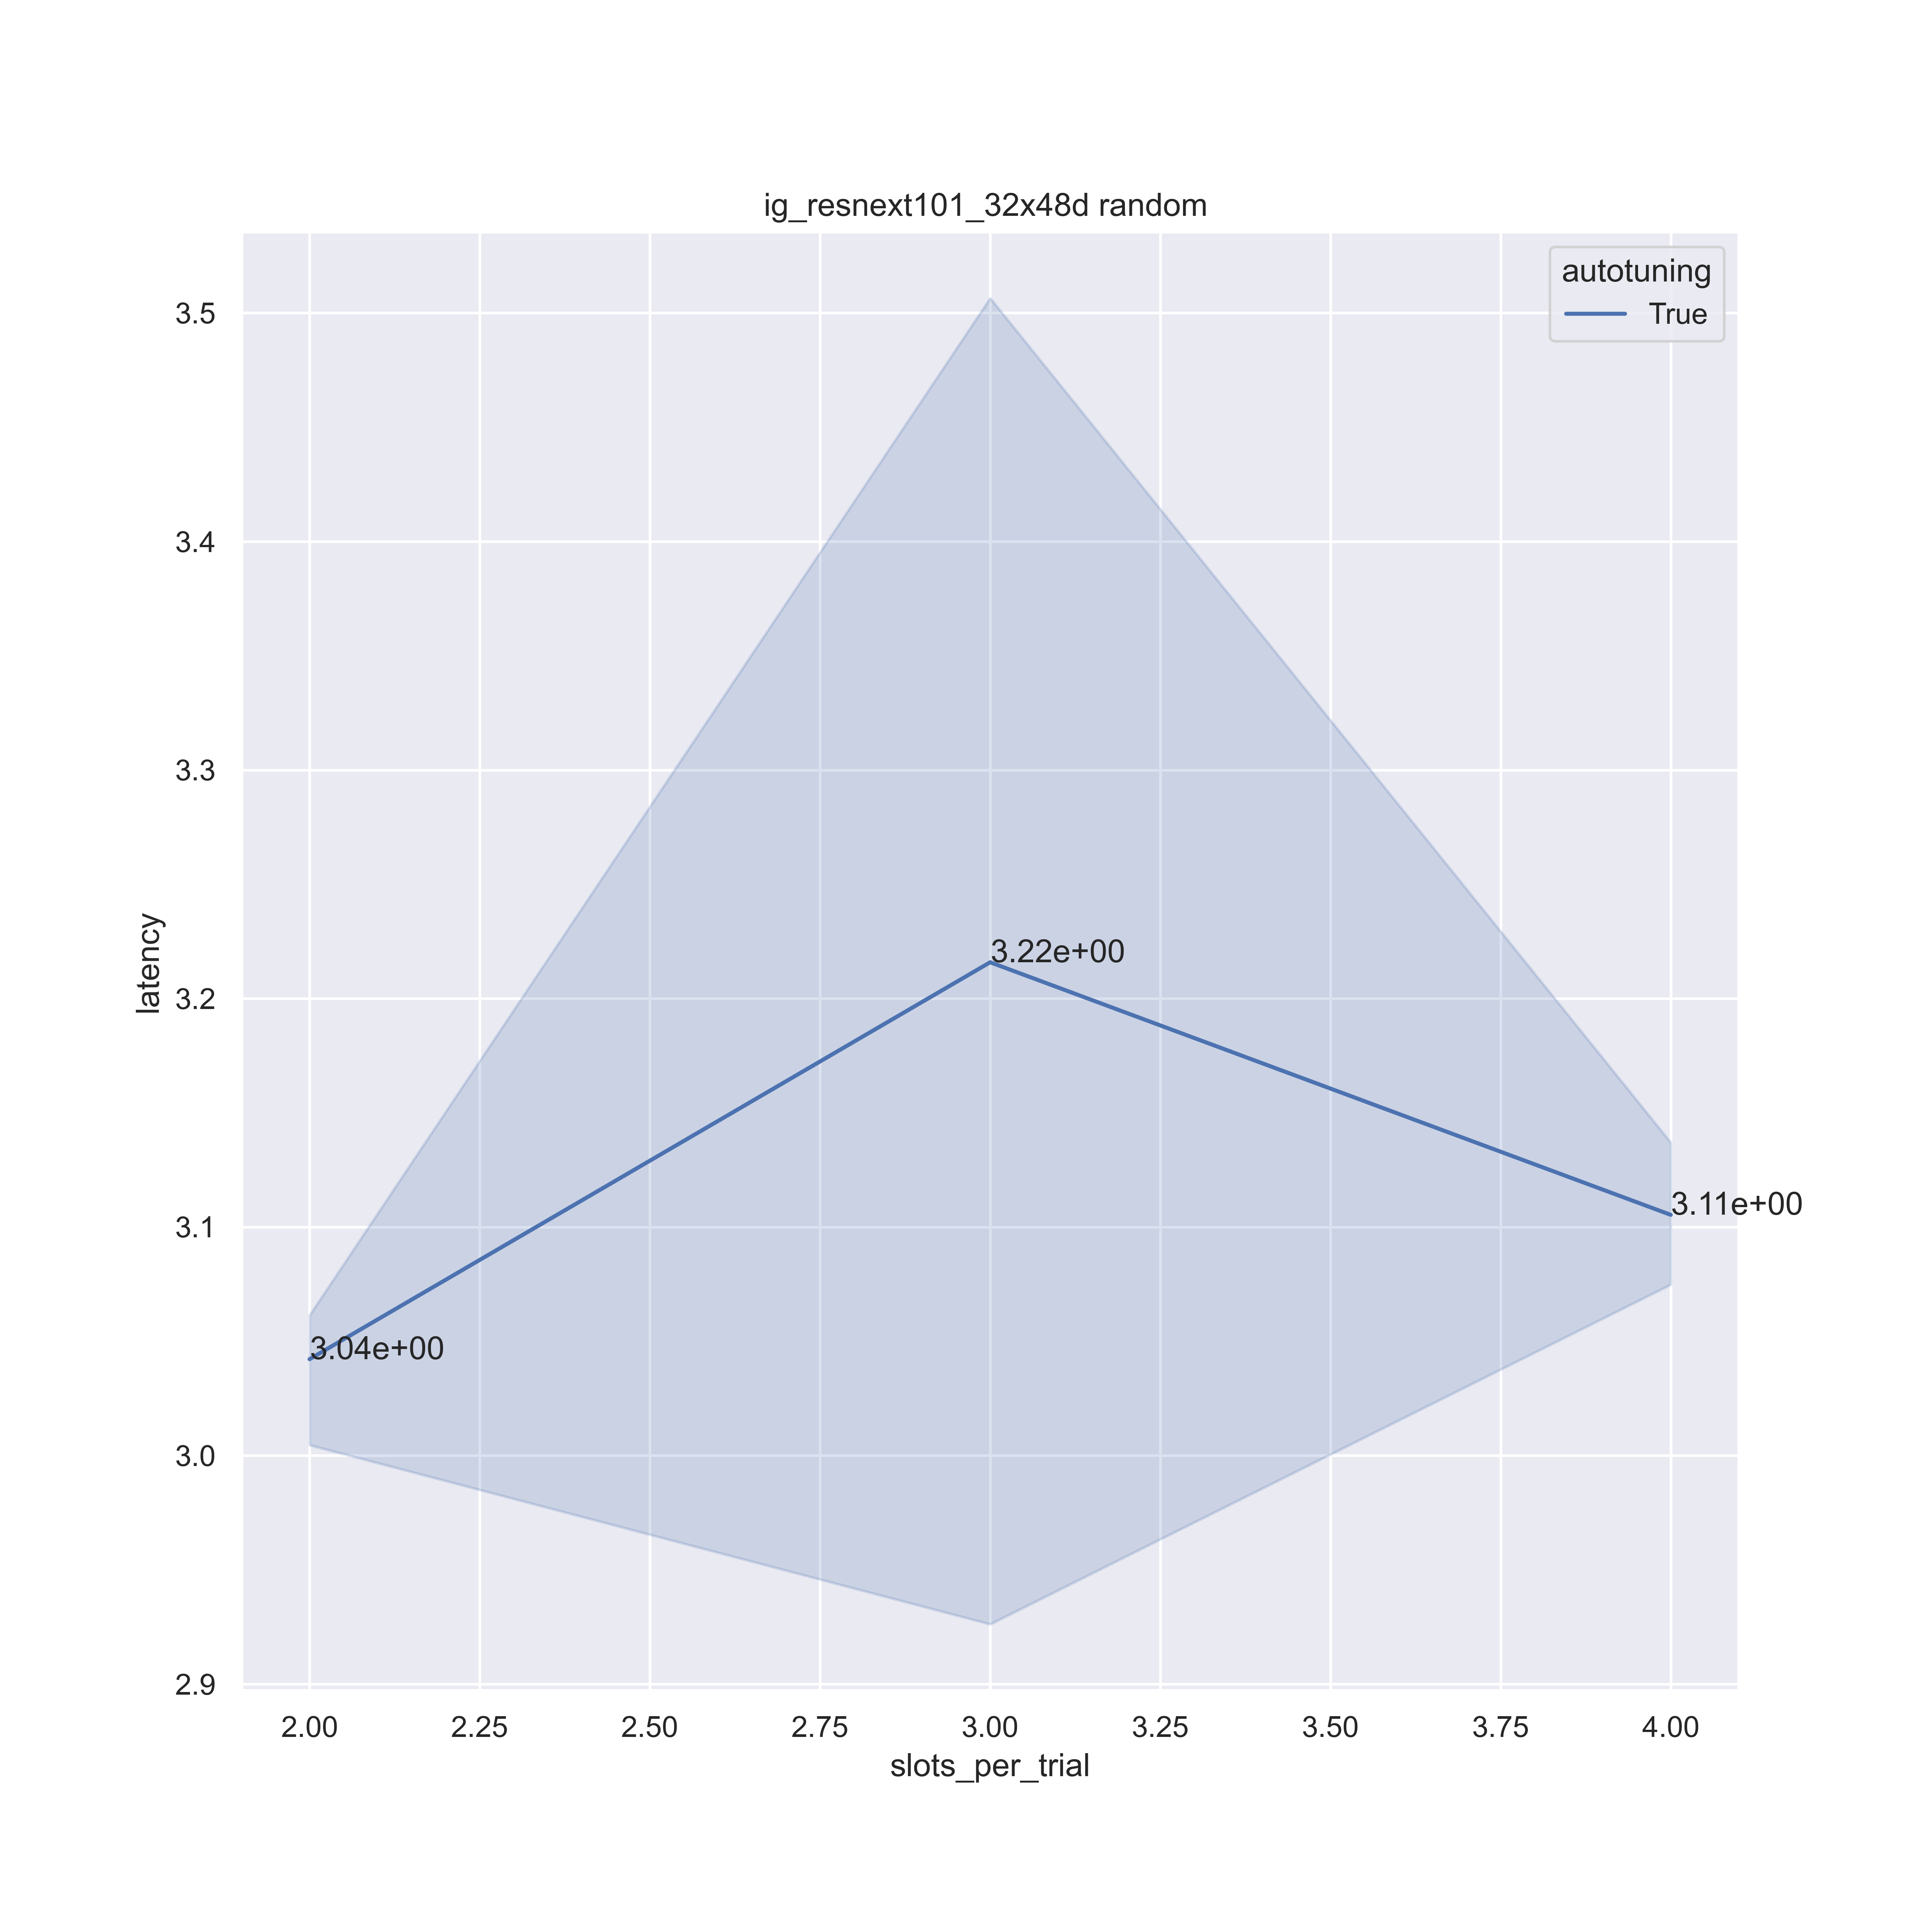 ig_resnext101_32x48d random
autotuning
True
3.5
3.4
3.3
3.2
3.1
3.0
2.9
latency
3.04e+00
3.22e+00
3.11e+00
2.00 2.25 2.50 2.75 3.00 3.25 3.50 3.75 4.00
slots_per_trial